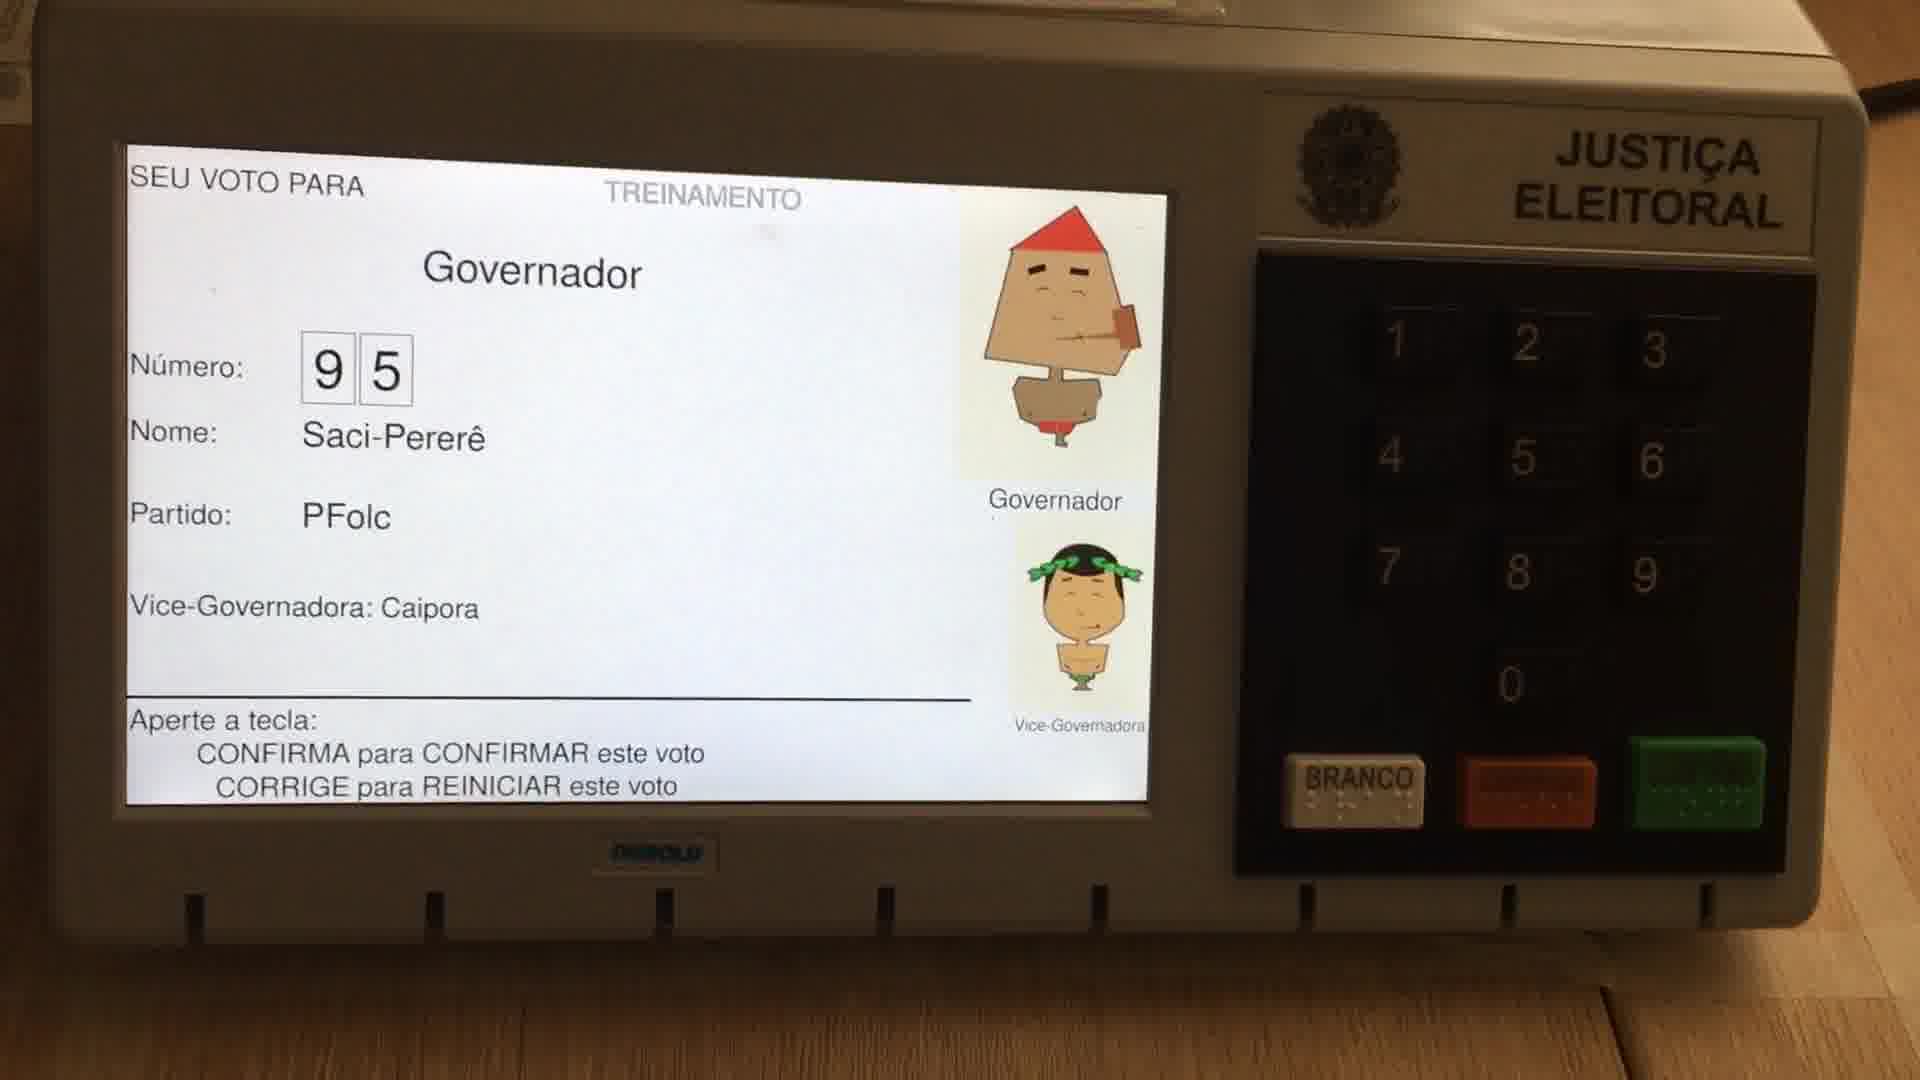 SEU VOTO PARA
TREINAMENTO
Governador
Número: 9 5
Nome: Saci-Pererê
Partido: PFolc
Vice-Governadora: Caipora
Aperte a tecla:
CONFIRMA para CONFIRMAR este voto
CORRIGE para REINICIAR este voto
Governador
Vice-Governadora
JUSTIÇA
ELEITORAL
1 2 3
4 5 6
7 8 9
0
BRANCO